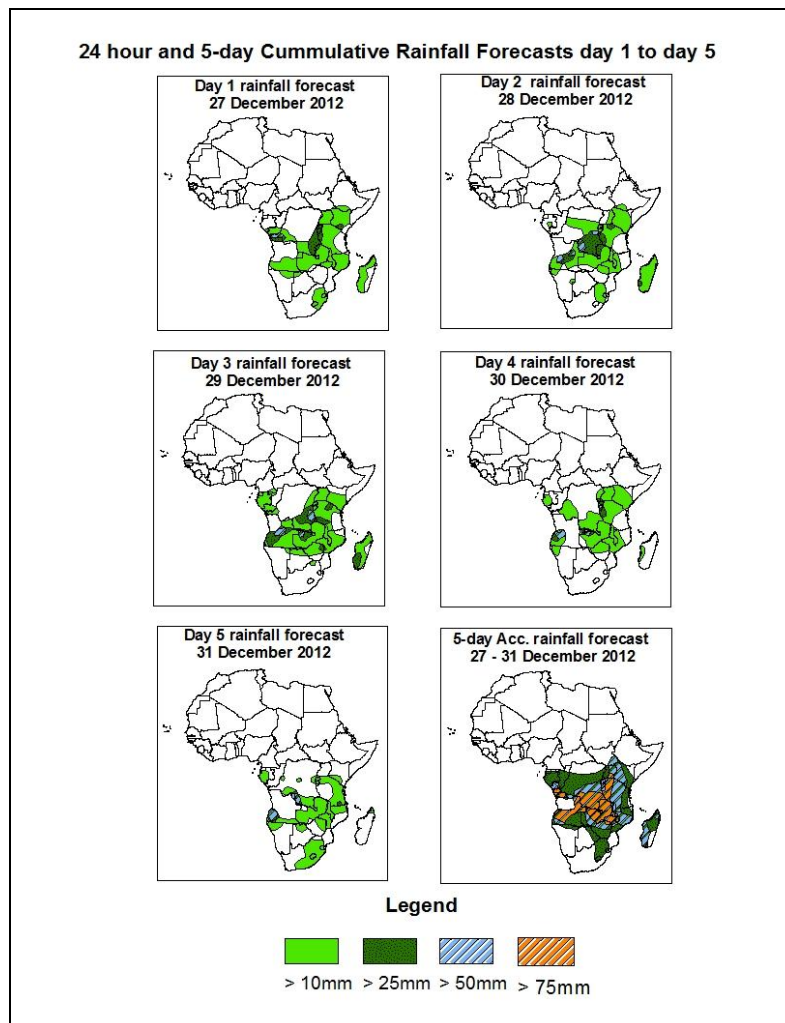 24 hour and 5-day Cummulative Rainfall Forecasts day 1 to day 5
Day 1 rainfall forecast
27 December 2012
Day 2 rainfall forecast
28 December 2012
Day 3 rainfall forecast
29 December 2012
Day 4 rainfall forecast
30 December 2012
Day 5 rainfall forecast
31 December 2012
5-day Acc. rainfall forecast
27 - 31 December 2012
Legend
> 10mm > 25mm > 50mm > 75mm